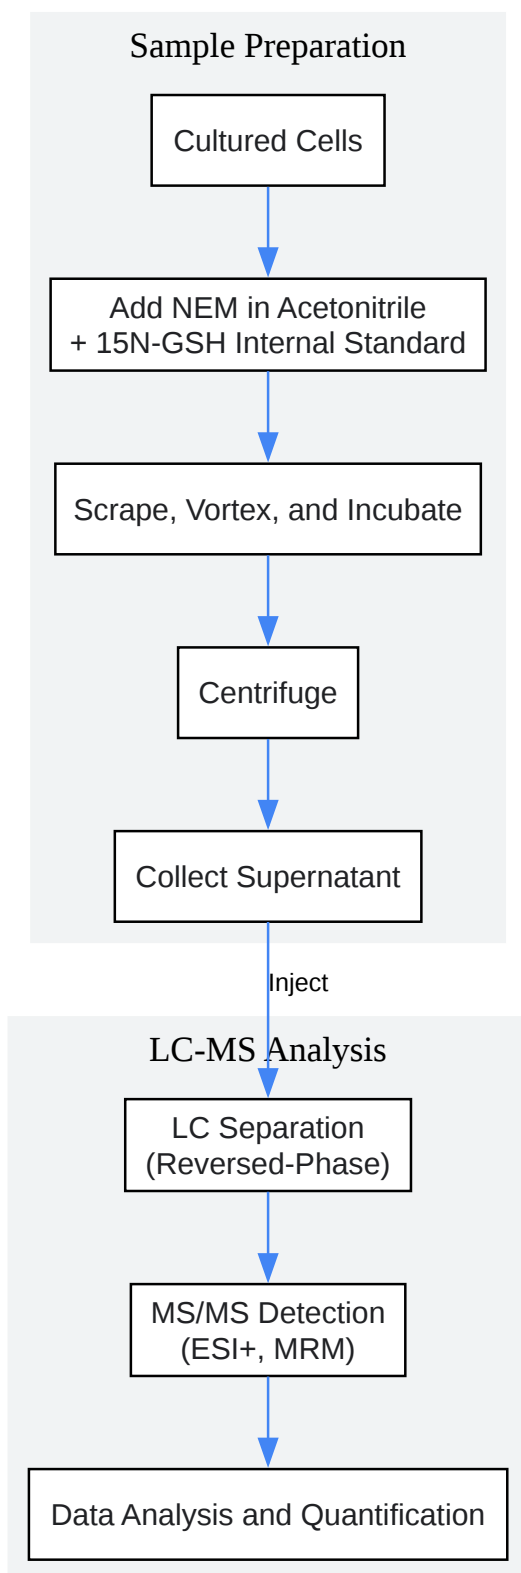 Sample Preparation
Cultured Cells
Add NEM in Acetonitrile
+ 15N-GSH Internal Standard
Scrape, Vortex, and Incubate
Centrifuge
Collect Supernatant
Inject
LC-MS Analysis
LC Separation
(Reversed-Phase)
MS/MS Detection
(ESI+, MRM)
Data Analysis and Quantification